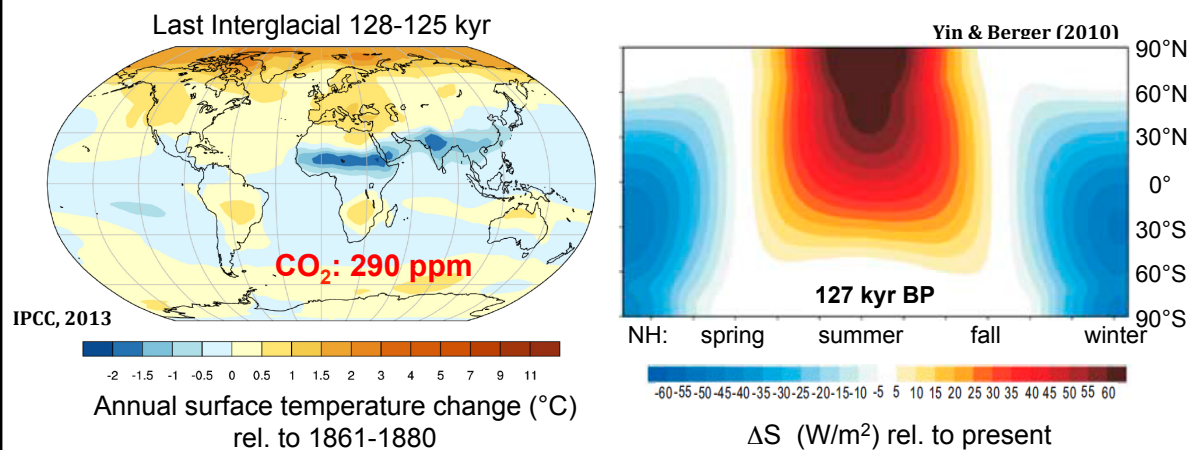 Last Interglacial 128-125 kyr
CO₂: 290 ppm
IPCC, 2013
-2 -1.5 -1 -0.5 0 0.5 1 1.5 2 3 4 5 7 9 11
Annual surface temperature change (°C)
rel. to 1861-1880
Yin & Berger (2010)
90°N
60°N
30°N
0°
30°S
60°S
90°S
127 kyr BP
NH: spring summer fall winter
-60-55-50-45-40-35-30-25-20-15-10 -5 5 10 15 20 25 30 35 40 45 50 55 60
ΔS (W/m²) rel. to present